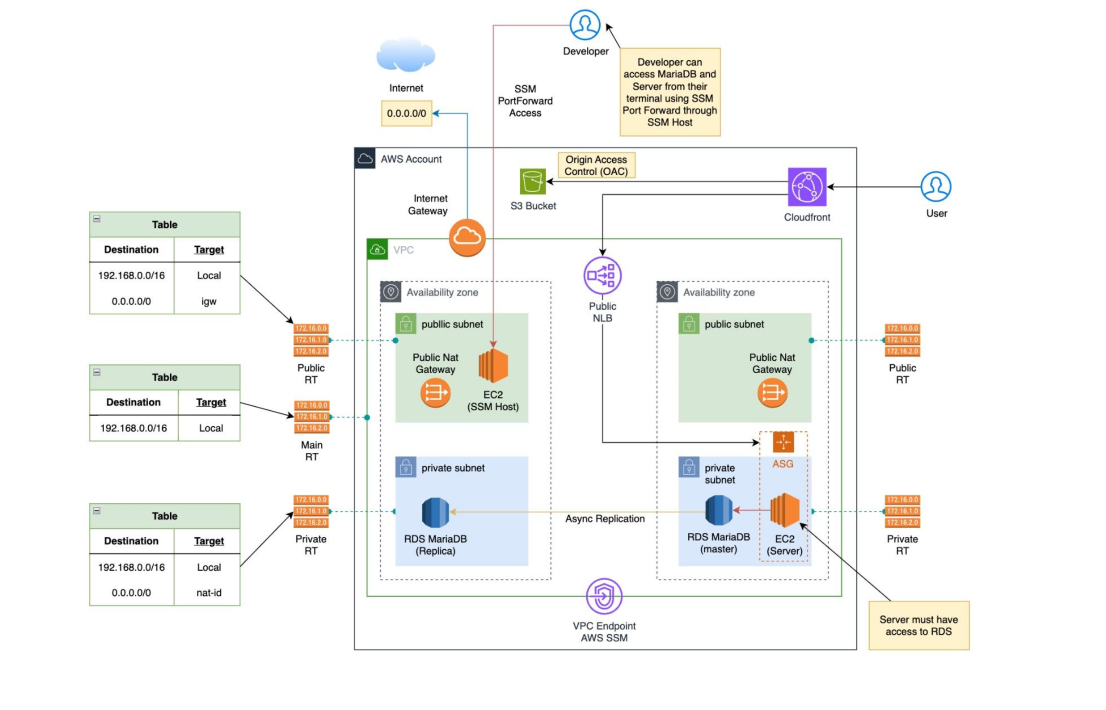 Developer
Developer can
access MariaDB and
Server from their
terminal using SSM
Port Forward through
SSM Host
Internet
0.0.0.0/0
SSM
PortForward
Access
AWS Account
Origin Access
Control (OAC)
S3 Bucket
Cloudfront
User
Internet
Gateway
VPC
Table
Destination Target
192.168.0.0/16 Local
0.0.0.0/0 igw
Public
NLB
Availability zone
publlic subnet
Public Nat
Gateway
EC2
(SSM Host)
Availability zone
public subnet
Public Nat
Gateway
172.16.0.0
172.16.1.0
172.16.2.0
Public
RT
172.16.0.0
172.16.1.0
172.16.2.0
Public
RT
Table
Destination Target
192.168.0.0/16 Local
172.16.0.0
172.16.1.0
172.16.2.0
Main
RT
ASG
private subnet
RDS MariaDB
(Replica)
Async Replication
private
subnet
RDS MariaDB
(master)
EC2
(Server)
172.16.0.0
172.16.1.0
172.16.2.0
Private
RT
172.16.0.0
172.16.1.0
172.16.2.0
Private
RT
Table
Destination Target
192.168.0.0/16 Local
0.0.0.0/0 nat-id
VPC Endpoint
AWS SSM
Server must have
access to RDS